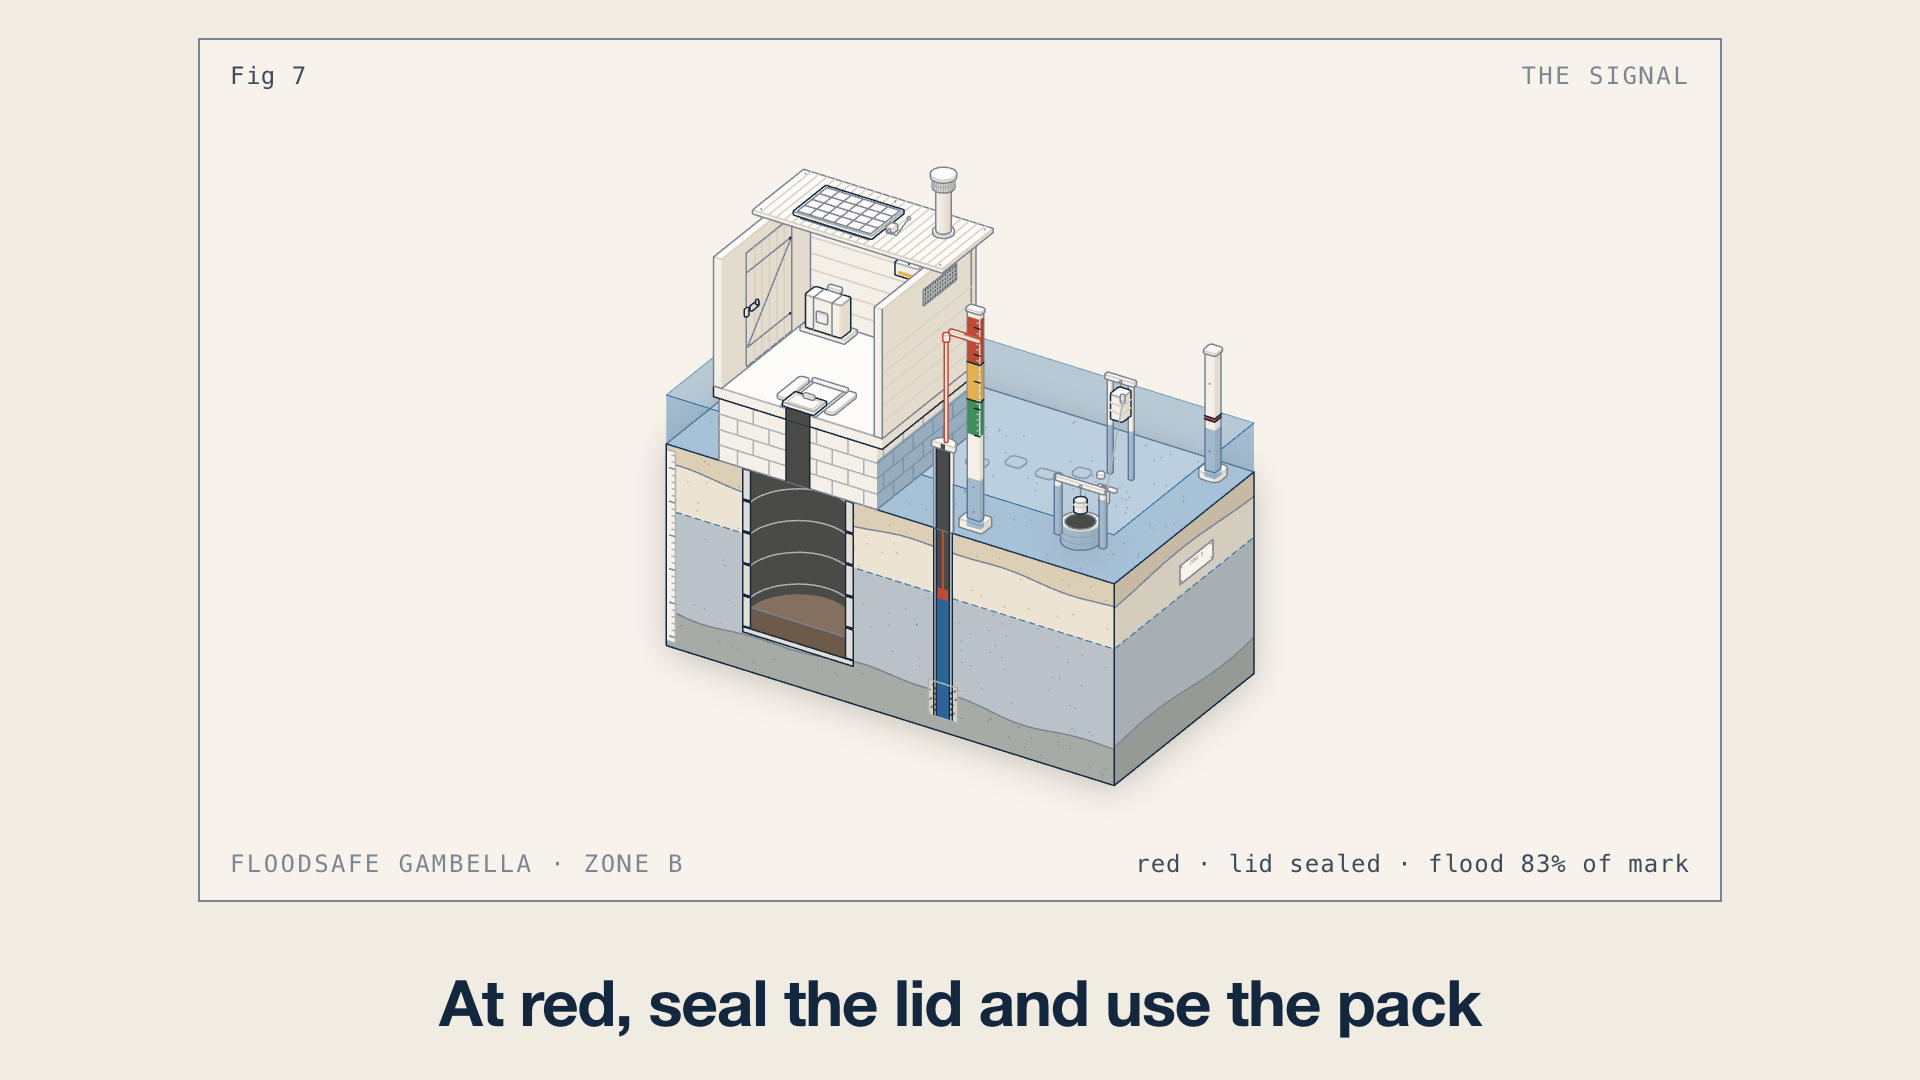 Fig 7
THE SIGNAL
FLOODSAFE GAMBELLA · ZONE B
red · lid sealed · flood 83% of mark
At red, seal the lid and use the pack